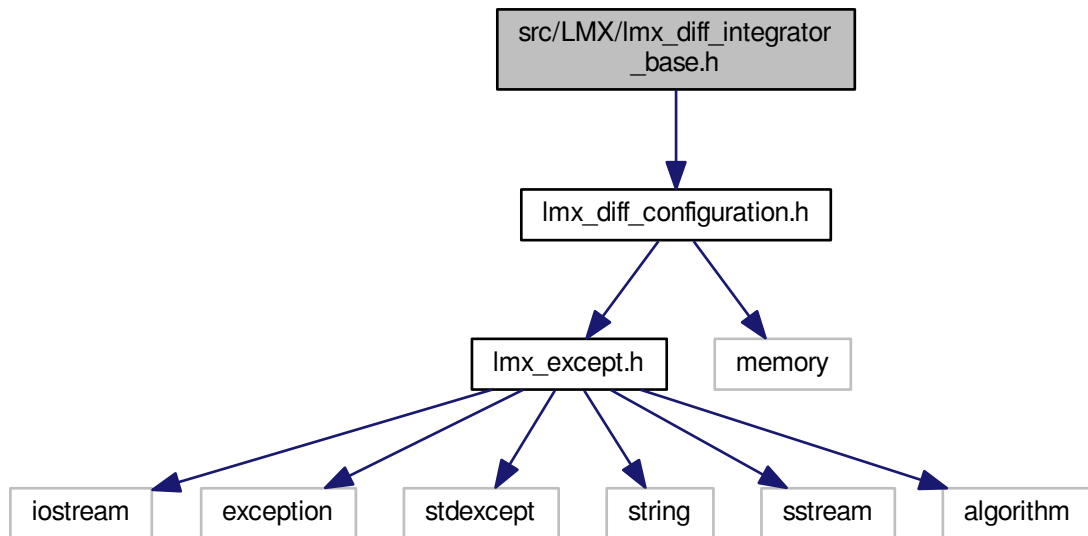 src/LMX/lmx_diff_integrator
_base.h
lmx_diff_configuration.h
lmx_except.h
memory
iostream
exception
stdexcept
string
sstream
algorithm